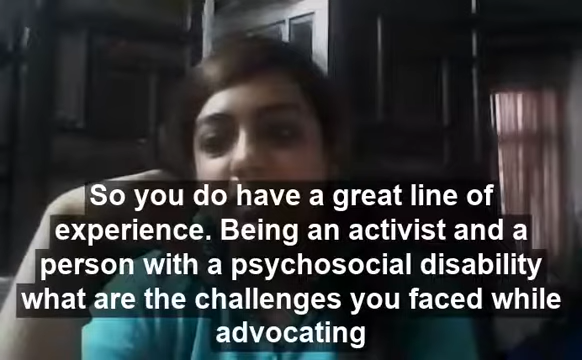 So you do have a great line of
experience. Being an activist and a
person with a psychosocial disability
what are the challenges you faced while
advocating